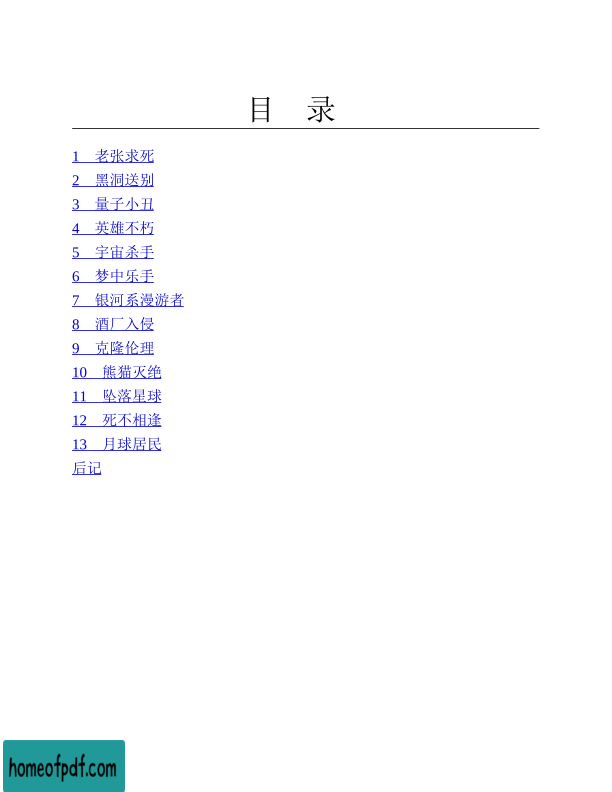 目 录
1 老张求死
2 黑洞送别
3 量子小丑
4 英雄不朽
5 宇宙杀手
6 梦中乐手
7 银河系漫游者
8 酒厂入侵
9 克隆伦理
10 熊猫灭绝
11 坠落星球
12 死不相逢
13 月球居民
后记
homeofpdf.com